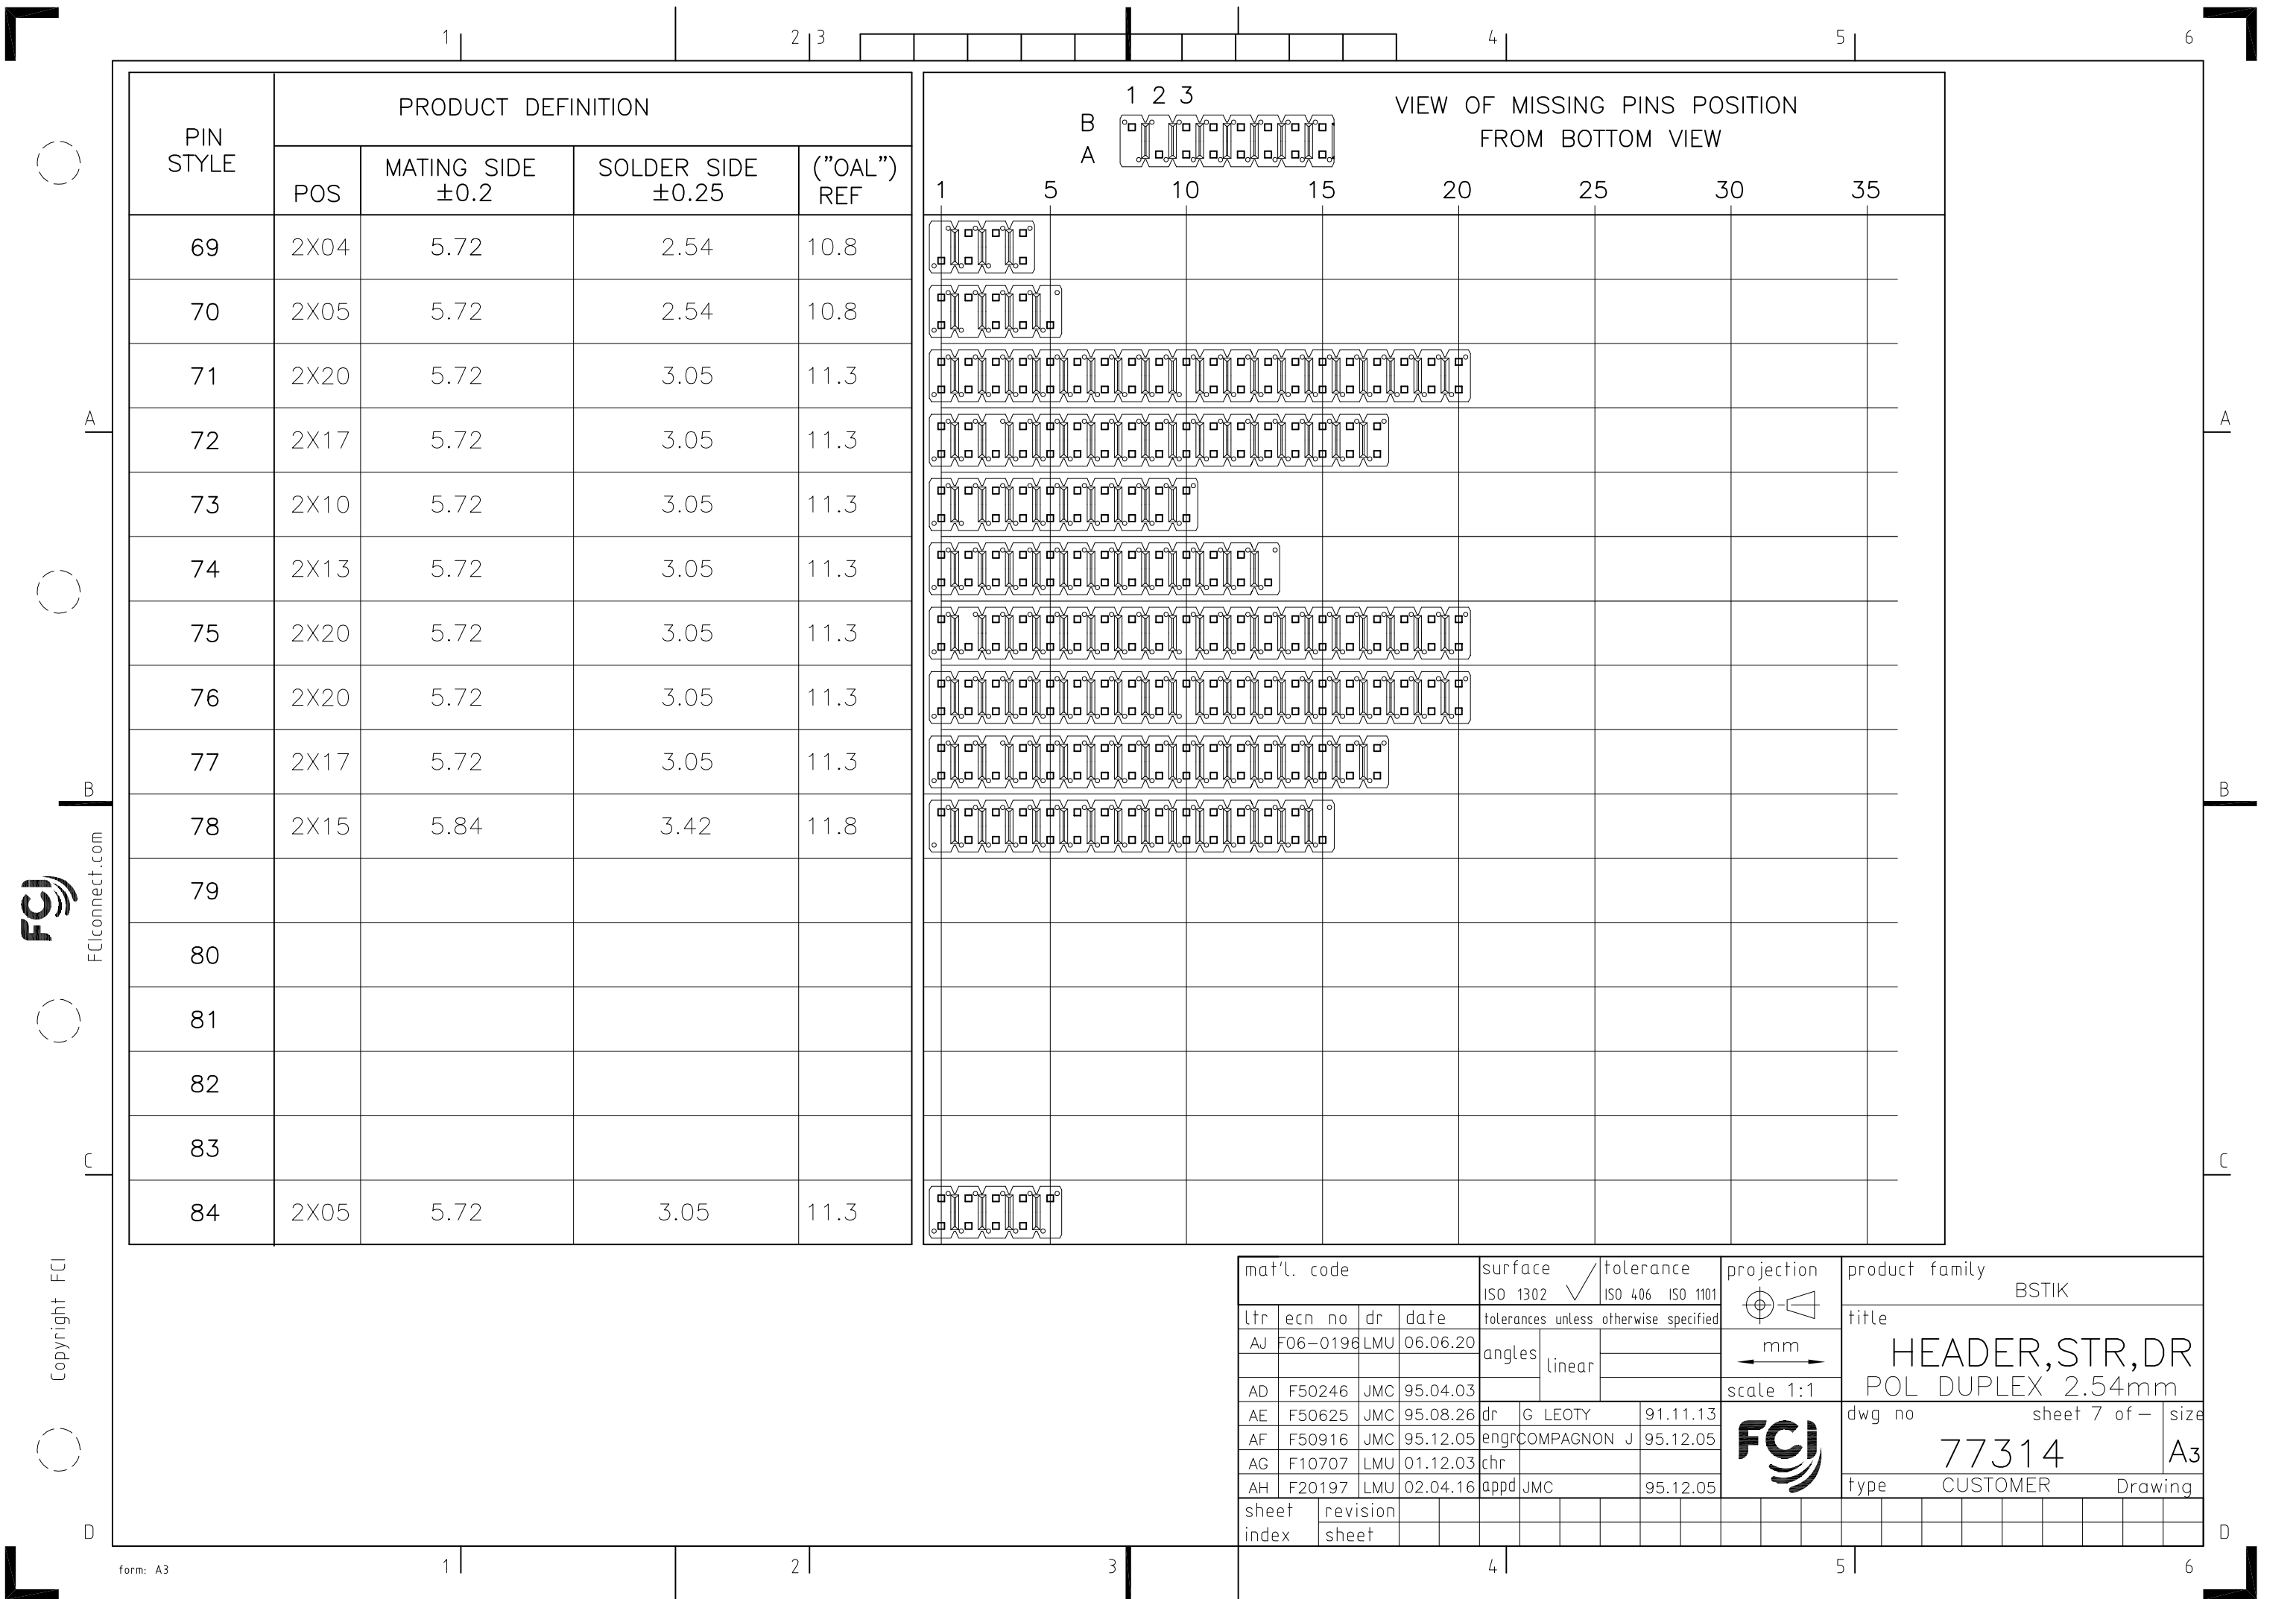 1 2 3 4 5 6
PIN STYLE
PRODUCT DEFINITION
POS
MATING SIDE ±0.2
SOLDER SIDE ±0.25
("OAL") REF
1 2 3
B
A
VIEW OF MISSING PINS POSITION
FROM BOTTOM VIEW
1 5 10 15 20 25 30 35
69 2X04 5.72 2.54 10.8
70 2X05 5.72 2.54 10.8
71 2X20 5.72 3.05 11.3
72 2X17 5.72 3.05 11.3
73 2X10 5.72 3.05 11.3
74 2X13 5.72 3.05 11.3
75 2X20 5.72 3.05 11.3
76 2X20 5.72 3.05 11.3
77 2X17 5.72 3.05 11.3
78 2X15 5.84 3.42 11.8
79
80
81
82
83
84 2X05 5.72 3.05 11.3
A A
B B
C C
D D
FCI
FCIconnect.com
Copyright FCI
mat'l. code
surface
ISO 1302
tolerance
ISO 406 ISO 1101
projection
product family
BSTIK
ltr ecn no dr date
tolerances unless otherwise specified
title
HEADER,STR,DR
POL DUPLEX 2.54mm
AJ F06-0196 LMU 06.06.20
angles
linear
mm
scale 1:1
AD F50246 JMC 95.04.03
AE F50625 JMC 95.08.26
dr G LEOTY 91.11.13
AF F50916 JMC 95.12.05
engr COMPAGNON J 95.12.05
AG F10707 LMU 01.12.03
chr
AH F20197 LMU 02.04.16
appd JMC 95.12.05
FCI
dwg no
sheet 7 of –
size
77314
A3
type CUSTOMER Drawing
sheet index
revision
sheet
form: A3
1 2 3 4 5 6